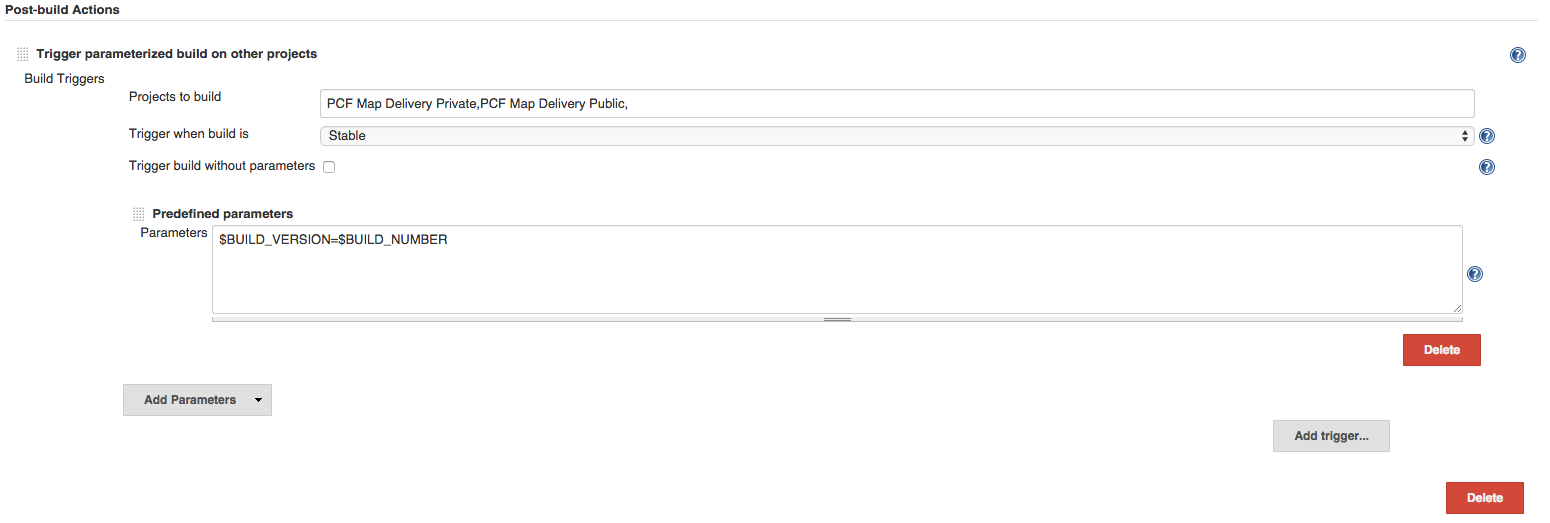 Post-build Actions
Trigger parameterized build on other projects
Build Triggers
Projects to build
PCF Map Delivery Private,PCF Map Delivery Public,
Trigger when build is
Stable
Trigger build without parameters
Predefined parameters
Parameters
$BUILD_VERSION=$BUILD_NUMBER
Delete
Add Parameters
Add trigger...
Delete